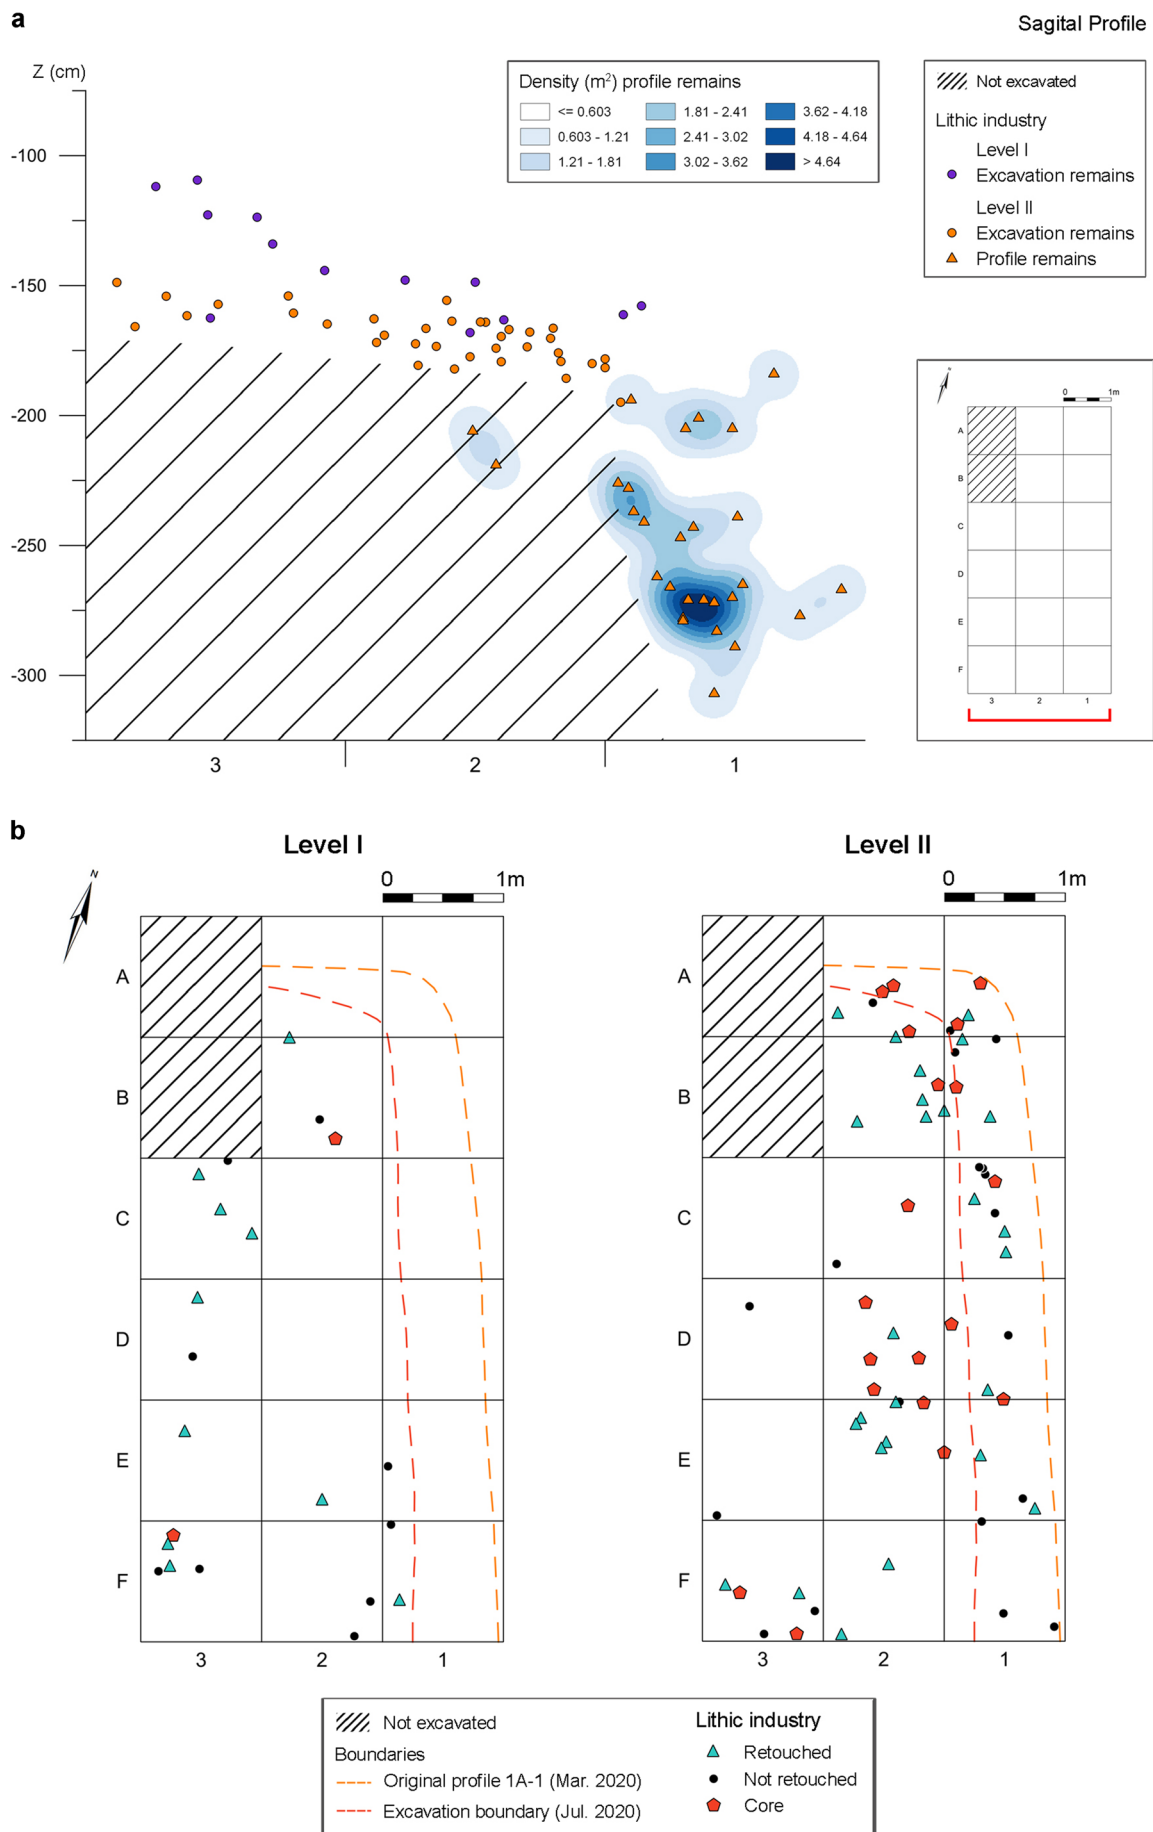 a
Sagital Profile
Z (cm)
Density (m²) profile remains
<= 0.603
1.81 - 2.41
3.62 - 4.18
0.603 - 1.21
2.41 - 3.02
4.18 - 4.64
1.21 - 1.81
3.02 - 3.62
> 4.64
Not excavated
Lithic industry
Level I
Excavation remains
Level II
Excavation remains
Profile remains
-100
-150
-200
-250
-300
3
2
1
N
0 1m
A
B
C
D
E
F
3 2 1
b
Level I
Level II
N
0 1m
0 1m
A
B
C
D
E
F
3 2 1
A
B
C
D
E
F
3 2 1
Not excavated
Boundaries
Original profile 1A-1 (Mar. 2020)
Excavation boundary (Jul. 2020)
Lithic industry
Retouched
Not retouched
Core